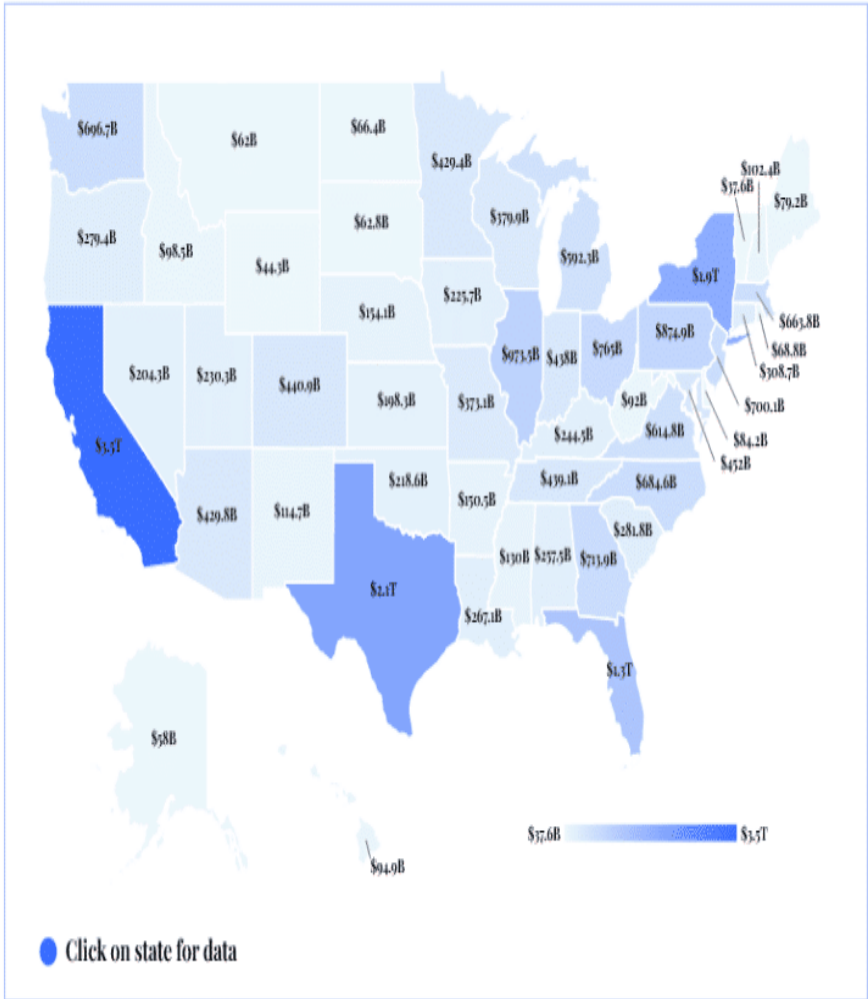 $102.4B
$37.6B
$696.7B
$62B
$66.4B
$429.4B
$79.2B
$379.9B
$279.4B
$98.5B
$62.8B
$44.3B
$592.3B
$1.9T
$225.7B
$154.1B
$663.8B
$874.9B
$68.8B
$973.5B
$438B
$765B
$308.7B
$204.3B
$230.3B
$440.9B
$198.3B
$373.1B
$92B
$700.1B
$3.5T
$244.5B
$614.8B
$84.2B
$452B
$218.6B
$439.1B
$684.6B
$429.8B
$114.7B
$150.5B
$281.8B
$130B
$257.5B
$713.9B
$2.1T
$267.1B
$1.3T
$58B
$37.6B
$3.5T
$94.9B
Click on state for data